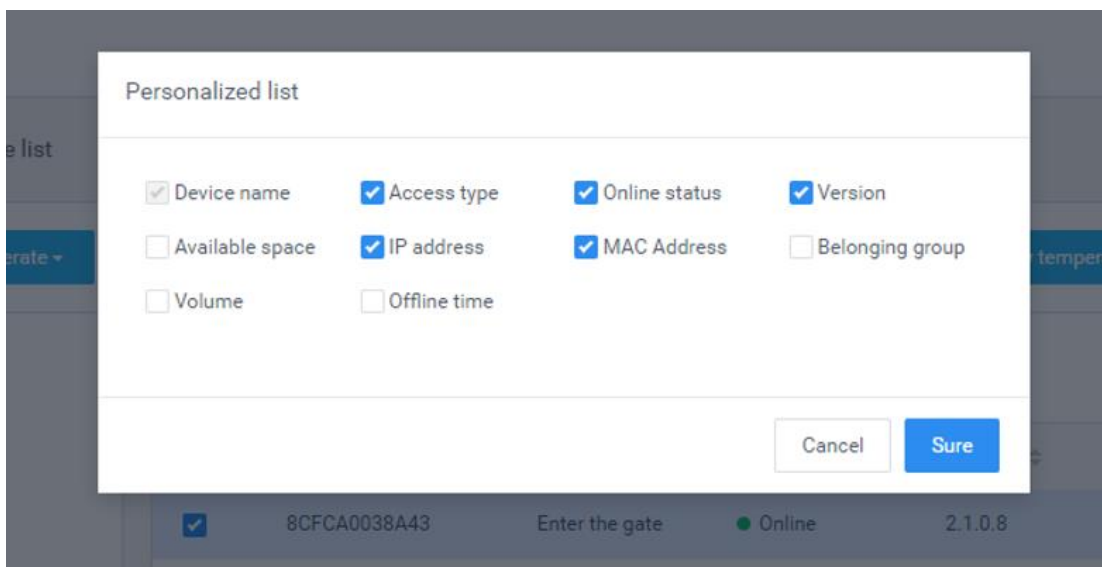 Personalized list
e list
Device name Access type Online status Version
Available space IP address MAC Address Belonging group
erate
temper
Volume Offline time
Cancel Sure
8CFCA0038A43 Enter the gate Online 2.1.0.8